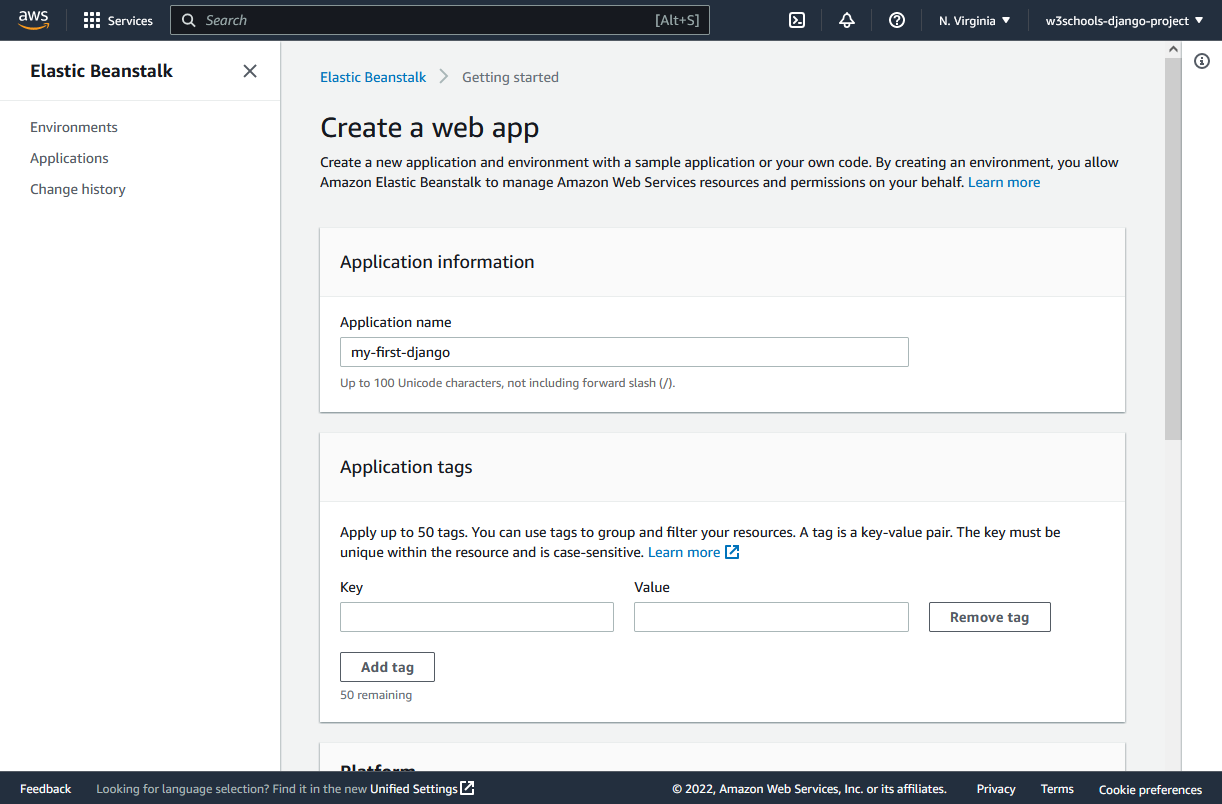 aws
Services
Search
[Alt+S]
N. Virginia
w3schools-django-project
Elastic Beanstalk
Environments
Applications
Change history
Elastic Beanstalk
Getting started
Create a web app
Create a new application and environment with a sample application or your own code. By creating an environment, you allow
Amazon Elastic Beanstalk to manage Amazon Web Services resources and permissions on your behalf. Learn more
Application information
Application name
my-first-django
Up to 100 Unicode characters, not including forward slash (/).
Application tags
Apply up to 50 tags. You can use tags to group and filter your resources. A tag is a key-value pair. The key must be
unique within the resource and is case-sensitive. Learn more
Key
Value
Remove tag
Add tag
50 remaining
Platform
Feedback
Looking for language selection? Find it in the new Unified Settings
© 2022, Amazon Web Services, Inc. or its affiliates.
Privacy
Terms
Cookie preferences